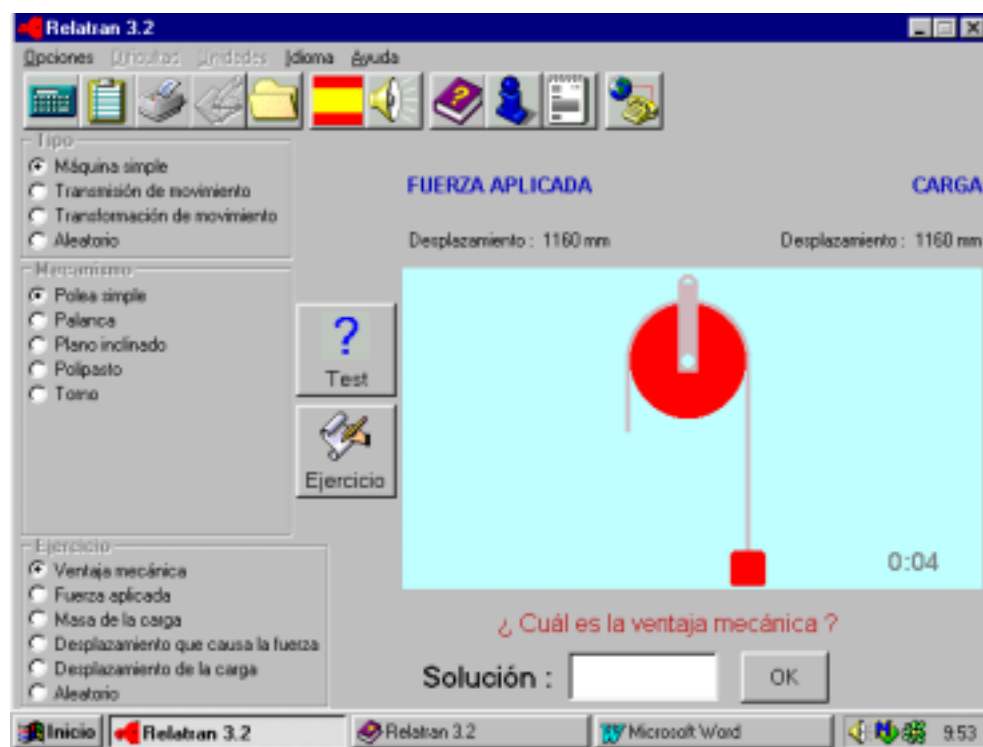 Relatran 3.2
Opciones Dificultad Unidades Idioma Ayuda
Tipo
Máquina simple
Transmisión de movimiento
Transformación de movimiento
Aleatorio
FUERZA APLICADA CARGA
Desplazamiento : 1160 mm Desplazamiento : 1160 mm
Mecanismo
Polea simple
Palanca
Plano inclinado
Polipasto
Torno
?
Test
Ejercicio
0:04
Ejercicio
Ventaja mecánica
Fuerza aplicada
Masa de la carga
Desplazamiento que causa la fuerza
Desplazamiento de la carga
Aleatorio
¿ Cuál es la ventaja mecánica ?
Solución : OK
Inicio Relatran 3.2 Relatran 3.2 Microsoft Word 9:53